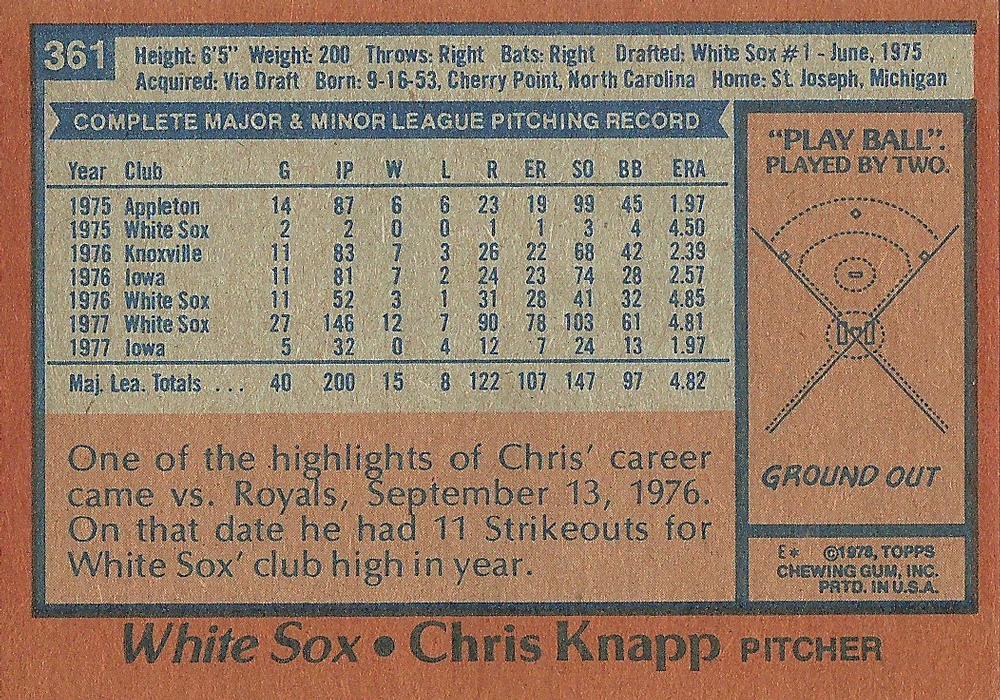 361
Height: 6'5" Weight: 200 Throws: Right Bats: Right Drafted: White Sox #1 - June, 1975
Acquired: Via Draft Born: 9-16-53, Cherry Point, North Carolina Home: St. Joseph, Michigan
COMPLETE MAJOR & MINOR LEAGUE PITCHING RECORD
Year Club G IP W L R ER SO BB ERA
1975 Appleton 14 87 6 6 23 19 99 45 1.97
1975 White Sox 2 2 0 0 1 1 3 4 4.50
1976 Knoxville 11 83 7 3 26 22 68 42 2.39
1976 Iowa 11 81 7 2 24 23 74 28 2.57
1976 White Sox 11 52 3 1 31 28 41 32 4.85
1977 White Sox 27 146 12 7 90 78 103 61 4.81
1977 Iowa 5 32 0 4 12 7 24 13 1.97
Maj. Lea. Totals ... 40 200 15 8 122 107 147 97 4.82
One of the highlights of Chris' career
came vs. Royals, September 13, 1976.
On that date he had 11 Strikeouts for
White Sox' club high in year.
"PLAY BALL".
PLAYED BY TWO.
GROUND OUT
E* ©1978, TOPPS
CHEWING GUM, INC.
PRTD. IN U.S.A.
White Sox • Chris Knapp PITCHER